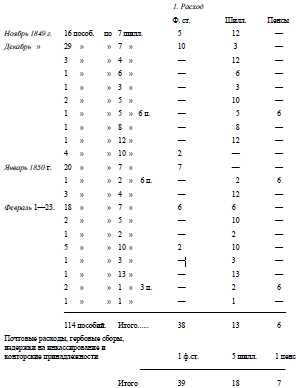 1. Расход
Ф. ст. Шилл. Пенсы
Ноябрь 1849 г. 16 пособ. по 7 шилл. 5 12 —
Декабрь » 29 » » 7 » 10 3 —
3 » » 4 » — 12 —
1 » » 6 » — 6 —
1 » » 3 » — 3 —
2 » » 5 » — 10 —
1 » » 5 » 6 п. — 5 6
1 » » 8 » — 8 —
1 » » 12 » — 12 —
4 » » 10 » 2 — —
Январь 1850 г. 20 » » 7 » 7 — —
1 » » 2 » 6 п. — 2 6
3 » » 4 » — 12 —
Февраль 1—23. 18 » » 7 » 6 6 —
2 » » 5 » — 10 —
1 » » 2 » — 2 —
5 » » 10 » 2 10 —
1 » » 3 » — 3 —
1 » » 13 » — 13 —
2 » » 1 » 3 п. — 2 6
1 » » 1 » — 1 —
114 пособий. Итого..... 38 13 6
Почтовые расходы, гербовые сборы,
издержки на инкассирование и
конторские принадлежности 1 ф.ст. 5 шилл. 1 пенс
Итого 39 18 7